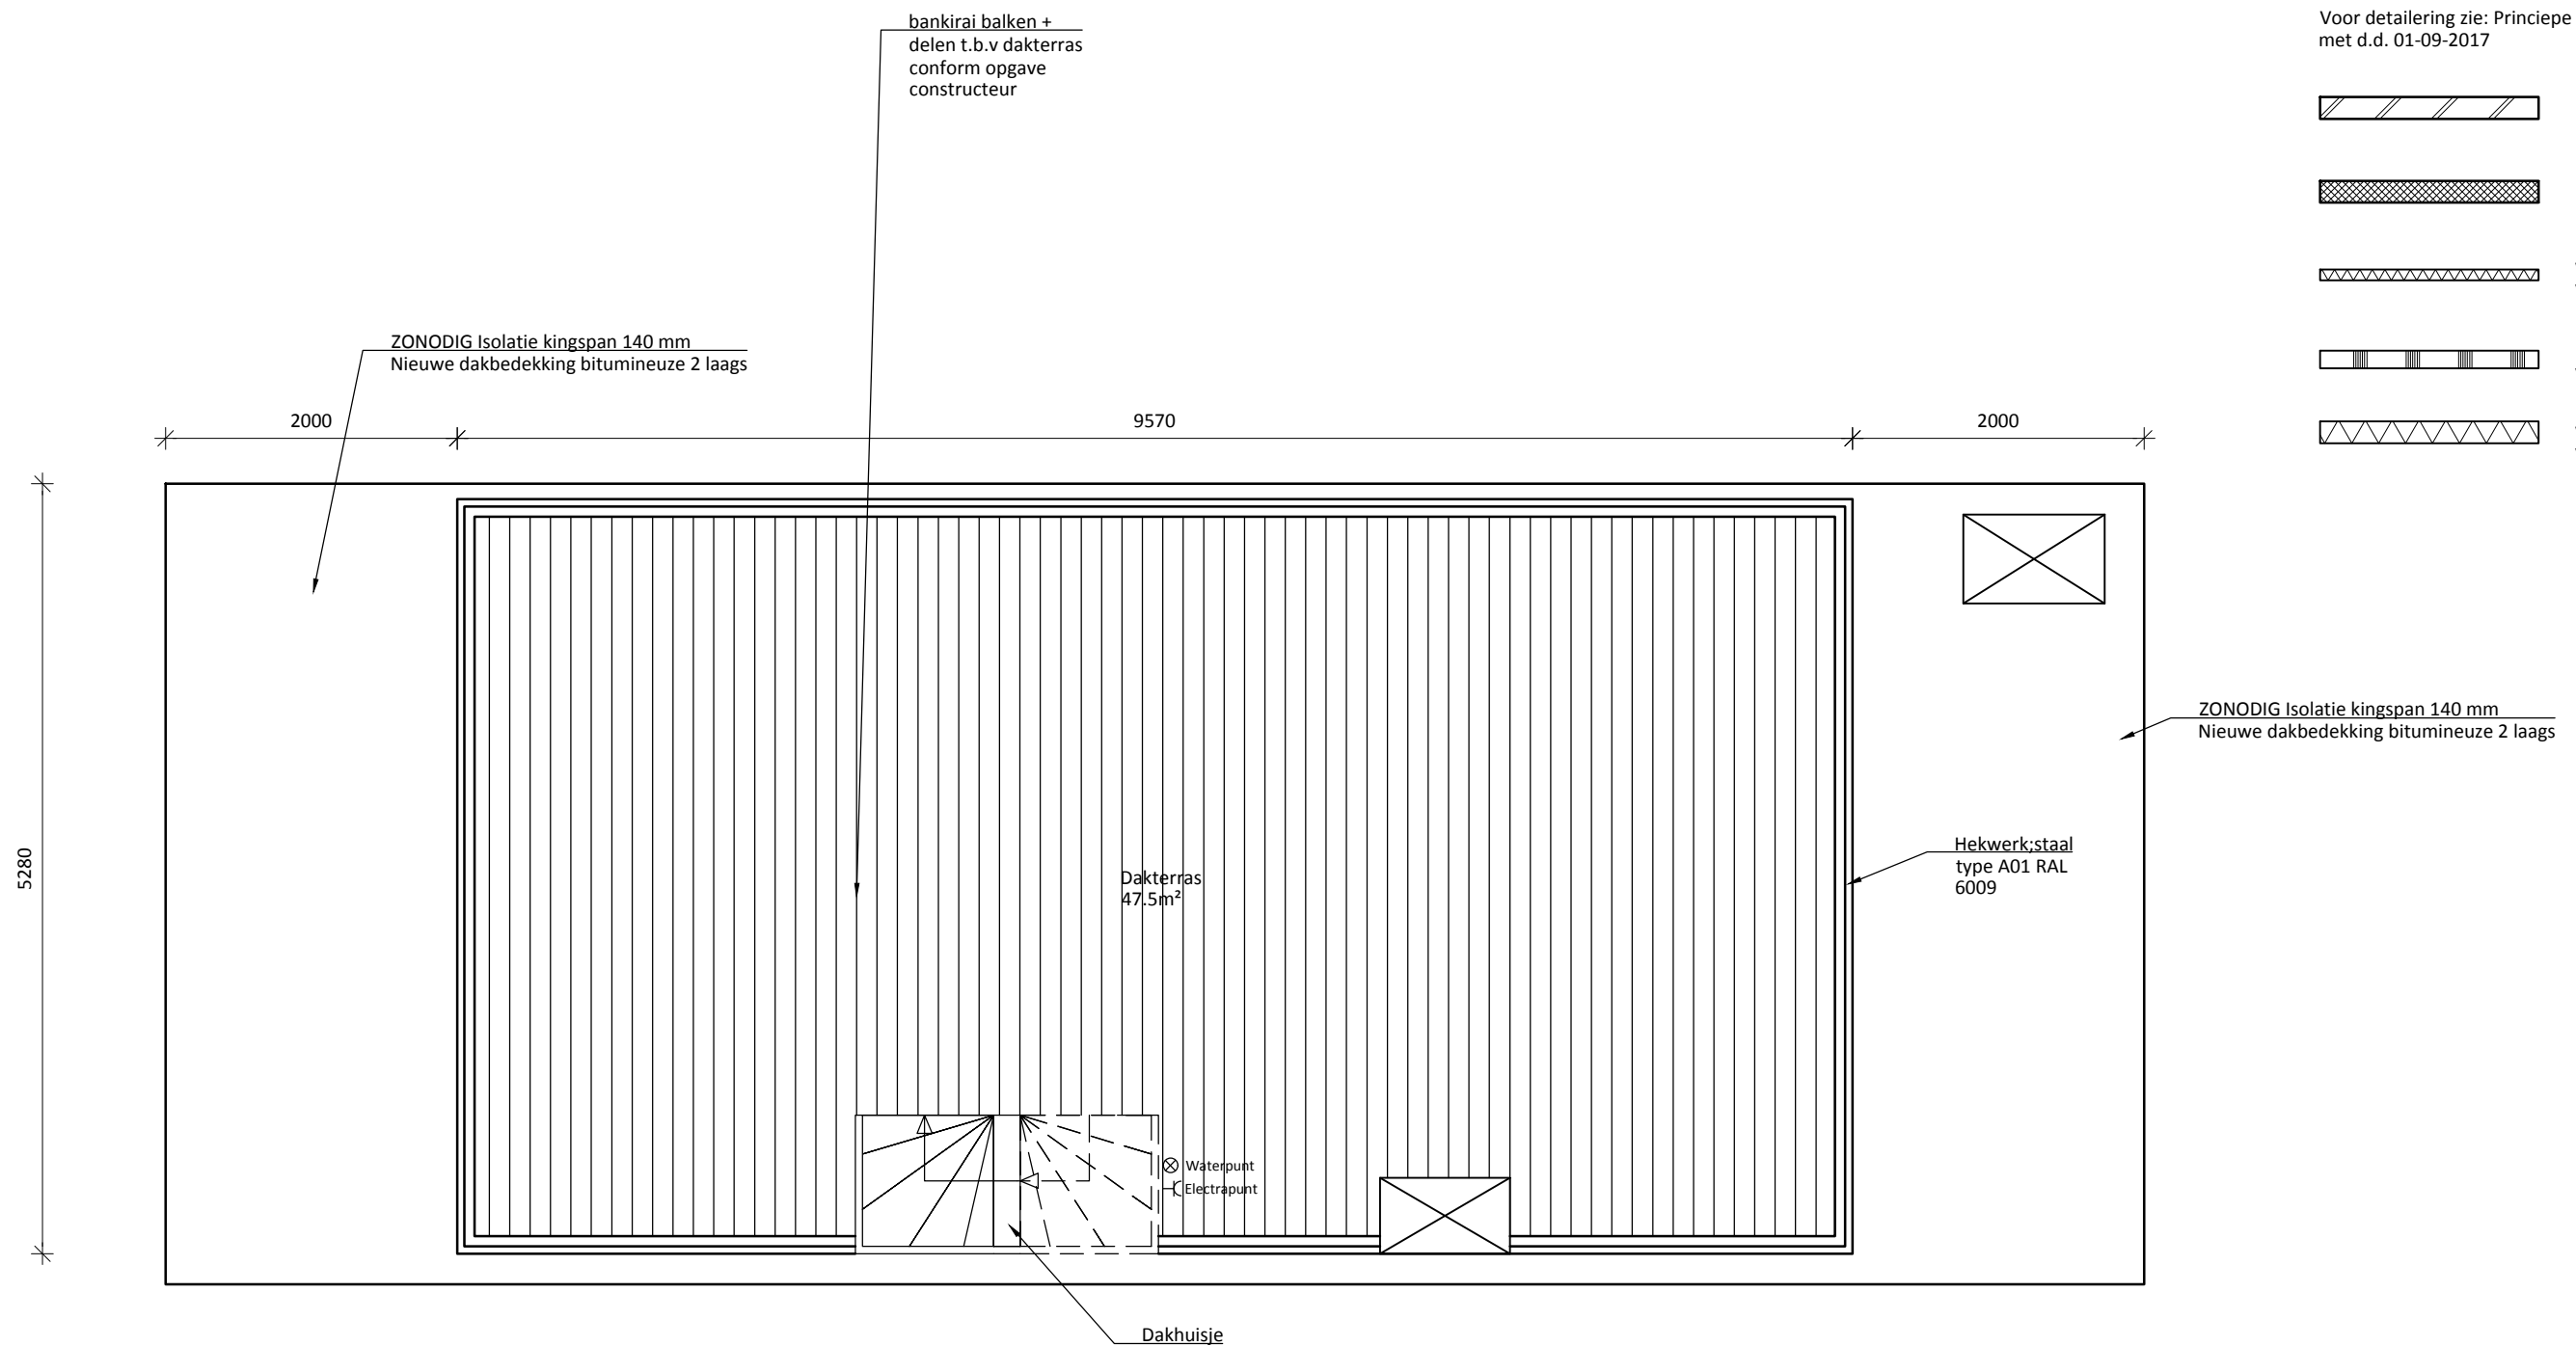 bankirai balken +
delen t.b.v dakterras
conform opgave
constructeur
Voor detailering zie: Principe
met d.d. 01-09-2017
ZONODIG Isolatie kingspan 140 mm
Nieuwe dakbedekking bitumineuze 2 laags
2000
9570
2000
5280
ZONODIG Isolatie kingspan 140 mm
Nieuwe dakbedekking bitumineuze 2 laags
Hekwerk;staal
type A01 RAL
6009
Dakterras
47.5m²
Waterpunt
Electrapunt
Dakhuisje